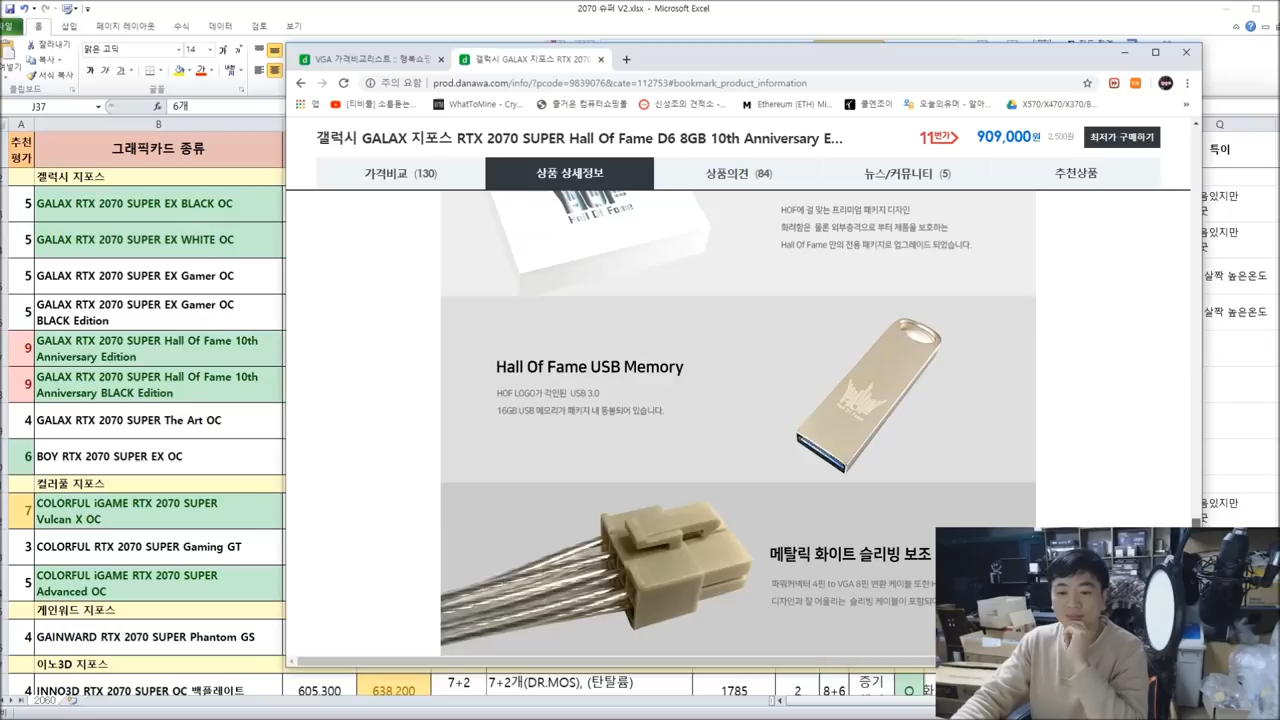 2070 슈퍼 V2.xlsx - Microsoft Excel
파일 홈 삽입 페이지 레이아웃 수식 데이터 검토 보기
잘라내기
복사
서식 복사
클립보드
맑은 고딕 14
가 가 가
J37 fx 6개
A B Q
주의 요함
VGA 가격비교리스트 :: 행복쇼핑
갤럭시 GALAX 지포스 RTX 2070
prod.danawa.com/info/?pcode=9839076&cate=112753#bookmark_product_information
앱 [티비플] 소틀돋는... WhatToMine - Cry... 즐거운 컴퓨터쇼핑몰 신성조의 견적소 -... Ethereum (ETH) Mi... 쿨엔조이 오늘의유머 - 알아... X570/X470/X370/B...
갤럭시 GALAX 지포스 RTX 2070 SUPER Hall Of Fame D6 8GB 10th Anniversary E...
11번가 909,000원 2,500원 최저가 구매하기
가격비교 (130) 상품 상세정보 상품의견 (84) 뉴스/커뮤니티 (5) 추천상품
Hall Of Fame
HOF에 걸 맞는 프리미엄 패키지 디자인
화려함은 물론 외부충격으로 부터 제품을 보호하는
Hall Of Fame 만의 전용 패키지로 업그레이드 되었습니다.
Hall Of Fame USB Memory
HOF LOGO가 각인된 USB 3.0
16GB USB 메모리가 패키지 내 동봉되어 있습니다.
메탈릭 화이트 슬리빙 보조
파워커넥터 4핀 to VGA 8핀 변환 케이블 또한 H
디자인과 잘 어울리는 슬리빙 케이블이 포함되어
추천 평가 그래픽카드 종류 특이
겔럭시 지포스
5 GALAX RTX 2070 SUPER EX BLACK OC
5 GALAX RTX 2070 SUPER EX WHITE OC
5 GALAX RTX 2070 SUPER EX Gamer OC
살짝 높은온도
5 GALAX RTX 2070 SUPER EX Gamer OC
BLACK Edition
살짝 높은온도
9 GALAX RTX 2070 SUPER Hall Of Fame 10th
Anniversary Edition
9 GALAX RTX 2070 SUPER Hall Of Fame 10th
Anniversary BLACK Edition
4 GALAX RTX 2070 SUPER The Art OC
6 BOY RTX 2070 SUPER EX OC
컬러풀 지포스
7 COLORFUL iGAME RTX 2070 SUPER
Vulcan X OC
3 COLORFUL RTX 2070 SUPER Gaming GT
5 COLORFUL iGAME RTX 2070 SUPER
Advanced OC
게인워드 지포스
4 GAINWARD RTX 2070 SUPER Phantom GS
이노3D 지포스
4 INNO3D RTX 2070 SUPER OC 백플레이트 605,300 638,200 7+2 7+2개(DR.MOS), (탄탈륨) 1785 2 8+6 증기 O
2060